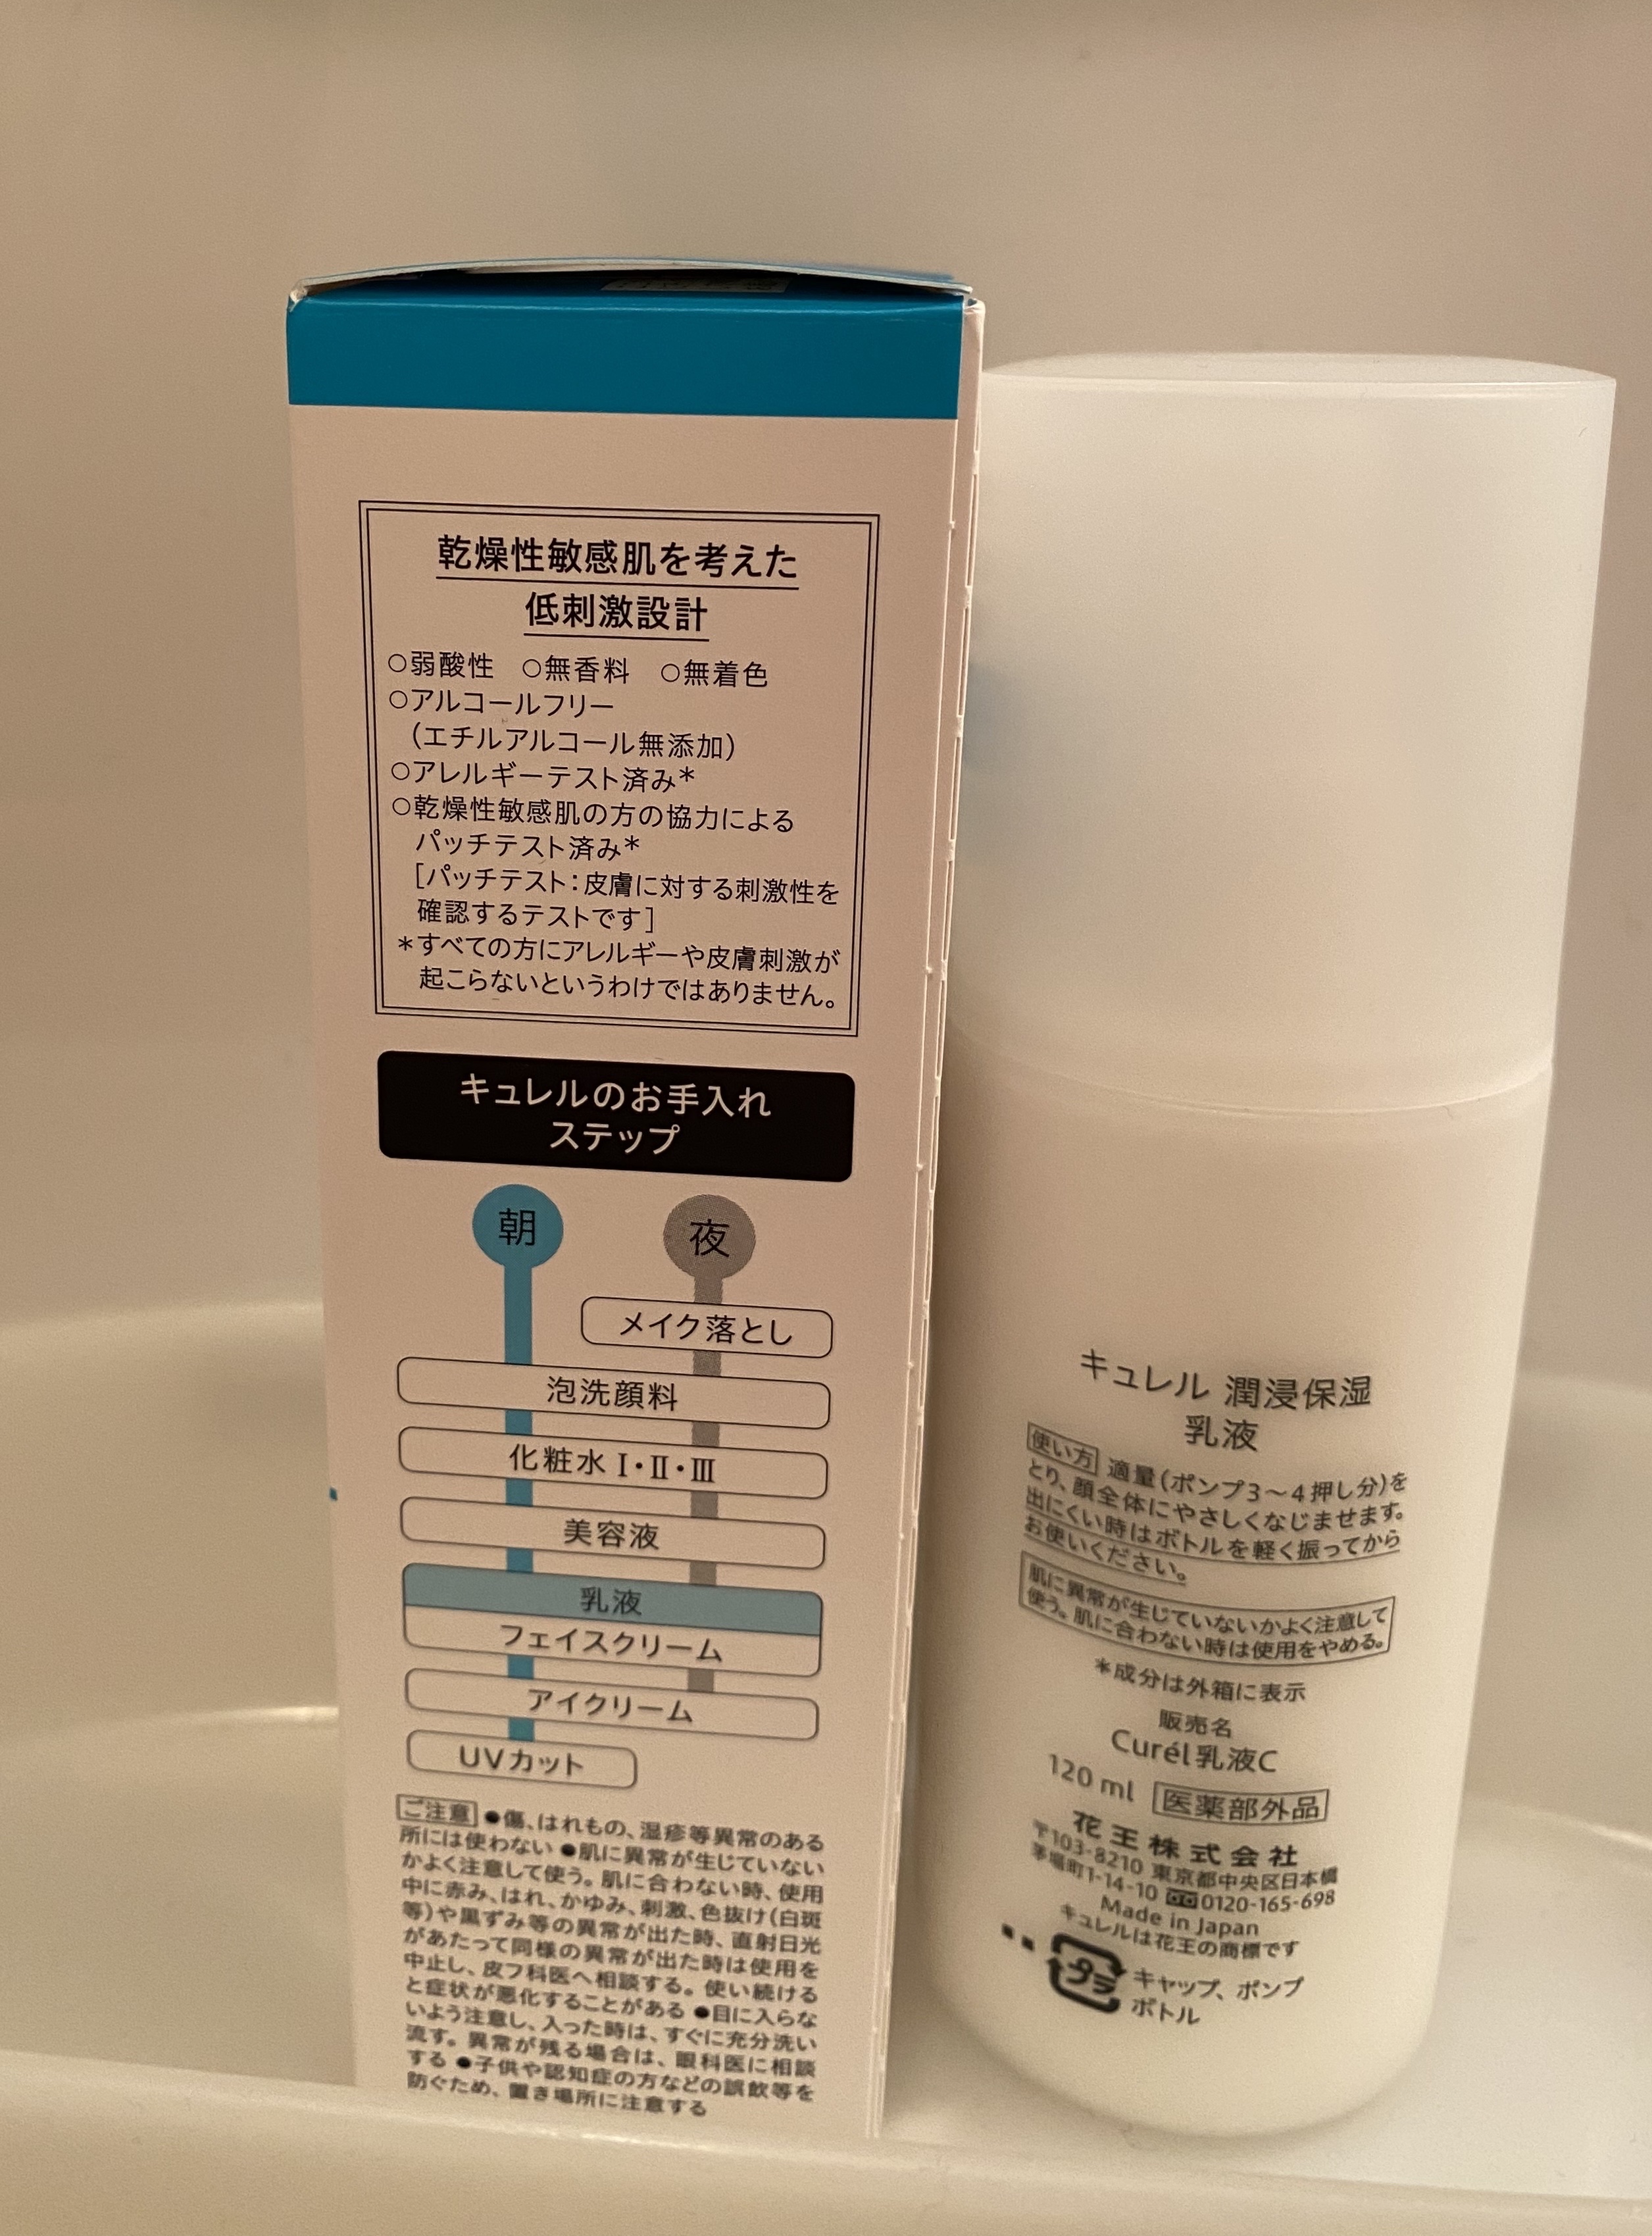 乾燥性敏感肌を考えた
低刺激設計
○弱酸性 ○無香料 ○無着色
○アルコールフリー
(エチルアルコール無添加)
○アレルギーテスト済み*
○乾燥性敏感肌の方の協力による
パッチテスト済み*
[パッチテスト:皮膚に対する刺激性を
確認するテストです]
*すべての方にアレルギーや皮膚刺激が
起こらないというわけではありません。
キュレルのお手入れ
ステップ
朝 夜
メイク落とし
泡洗顔料
化粧水Ⅰ・Ⅱ・Ⅲ
美容液
乳液
フェイスクリーム
アイクリーム
UVカット
ご注意 ●傷、はれもの、湿疹等異常のある
所には使わない ●肌に異常が生じていない
かよく注意して使う。肌に合わない時、使用
中に赤み、はれ、かゆみ、刺激、色抜け(白斑
等)や黒ずみ等の異常が出た時、直射日光
があたって同様の異常が出た時は使用を
中止し、皮フ科医へ相談する。使い続ける
と症状が悪化することがある ●目に入らな
いよう注意し、入った時は、すぐに充分洗い
流す。異常が残る場合は、眼科医に相談
する ●子供や認知症の方などの誤飲等を
防ぐため、置き場所に注意する
キュレル 潤浸保湿
乳液
使い方 適量(ポンプ3~4押し分)を
とり、顔全体にやさしくなじませます。
出にくい時はボトルを軽く振ってから
お使いください。
肌に異常が生じていないかよく注意して
使う。肌に合わない時は使用をやめる。
*成分は外箱に表示
販売名
Curél乳液C
120 ml 医薬部外品
花王株式会社
〒103-8210 東京都中央区日本橋
茅場町1-14-10 0120-165-698
Made in Japan
キュレルは花王の商標です
プラ キャップ、ポンプ
ボトル